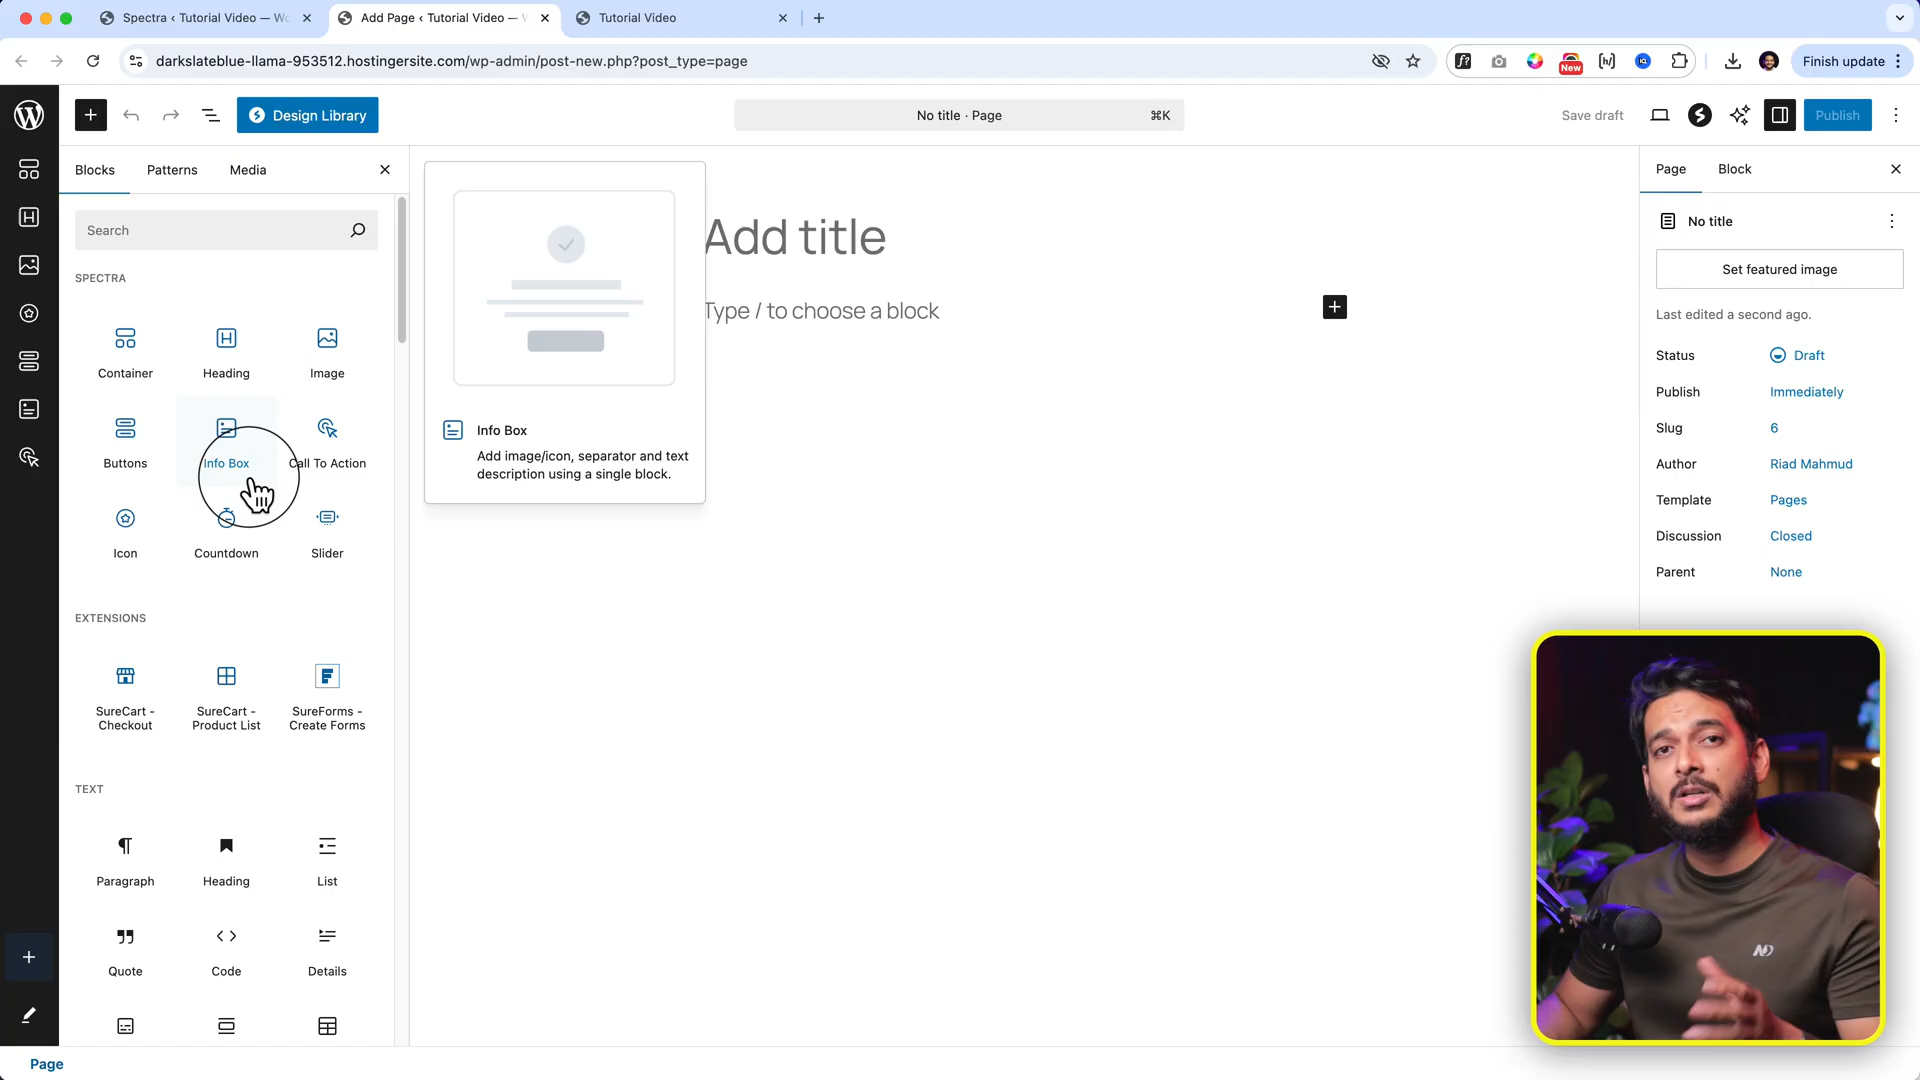 Spectra ‹ Tutorial Video — Wo
Add Page ‹ Tutorial Video — W
Tutorial Video
darkslateblue-llama-953512.hostingersite.com/wp-admin/post-new.php?post_type=page
New
Finish update
Design Library
No title · Page
⌘K
Save draft
Publish
Blocks
Patterns
Media
Search
SPECTRA
Container
Heading
Image
Buttons
Info Box
Call To Action
Icon
Countdown
Slider
EXTENSIONS
SureCart -
Checkout
SureCart -
Product List
SureForms -
Create Forms
TEXT
Paragraph
Heading
List
Quote
Code
Details
Info Box
Add image/icon, separator and text
description using a single block.
Add title
Type / to choose a block
Page
Block
No title
Set featured image
Last edited a second ago.
Status
Draft
Publish
Immediately
Slug
6
Author
Riad Mahmud
Template
Pages
Discussion
Closed
Parent
None
Page